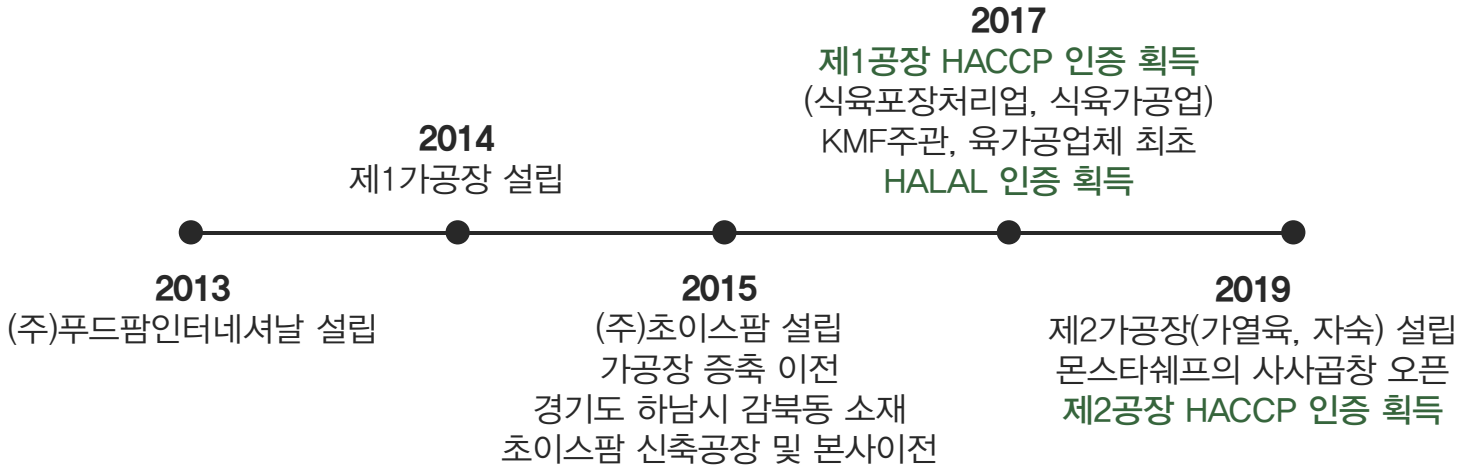 2013
(주)푸드팜인터네셔날 설립
2014
제1가공장 설립
2015
(주)초이스팜 설립
가공장 증축 이전
경기도 하남시 감북동 소재
초이스팜 신축공장 및 본사이전
2017
제1공장 HACCP 인증 획득
(식육포장처리업, 식육가공업)
KMF주관, 육가공업체 최초
HALAL 인증 획득
2019
제2가공장(가열육, 자숙) 설립
몬스타쉐프의 사사곱창 오픈
제2공장 HACCP 인증 획득